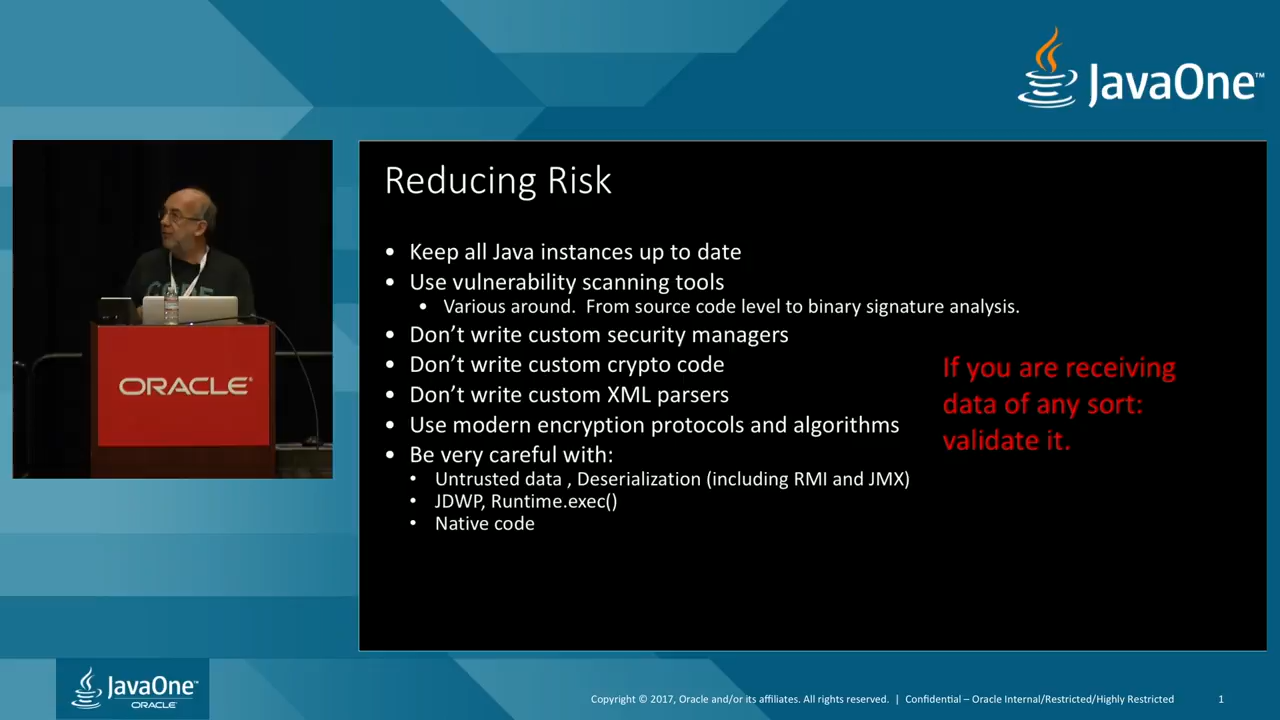 JavaOne™
Reducing Risk
• Keep all Java instances up to date
• Use vulnerability scanning tools
• Various around. From source code level to binary signature analysis.
• Don’t write custom security managers
• Don’t write custom crypto code
• Don’t write custom XML parsers
• Use modern encryption protocols and algorithms
• Be very careful with:
• Untrusted data , Deserialization (including RMI and JMX)
• JDWP, Runtime.exec()
• Native code
If you are receiving
data of any sort:
validate it.
ORACLE®
JavaOne™
ORACLE®
Copyright © 2017, Oracle and/or its affiliates. All rights reserved. | Confidential – Oracle Internal/Restricted/Highly Restricted 1